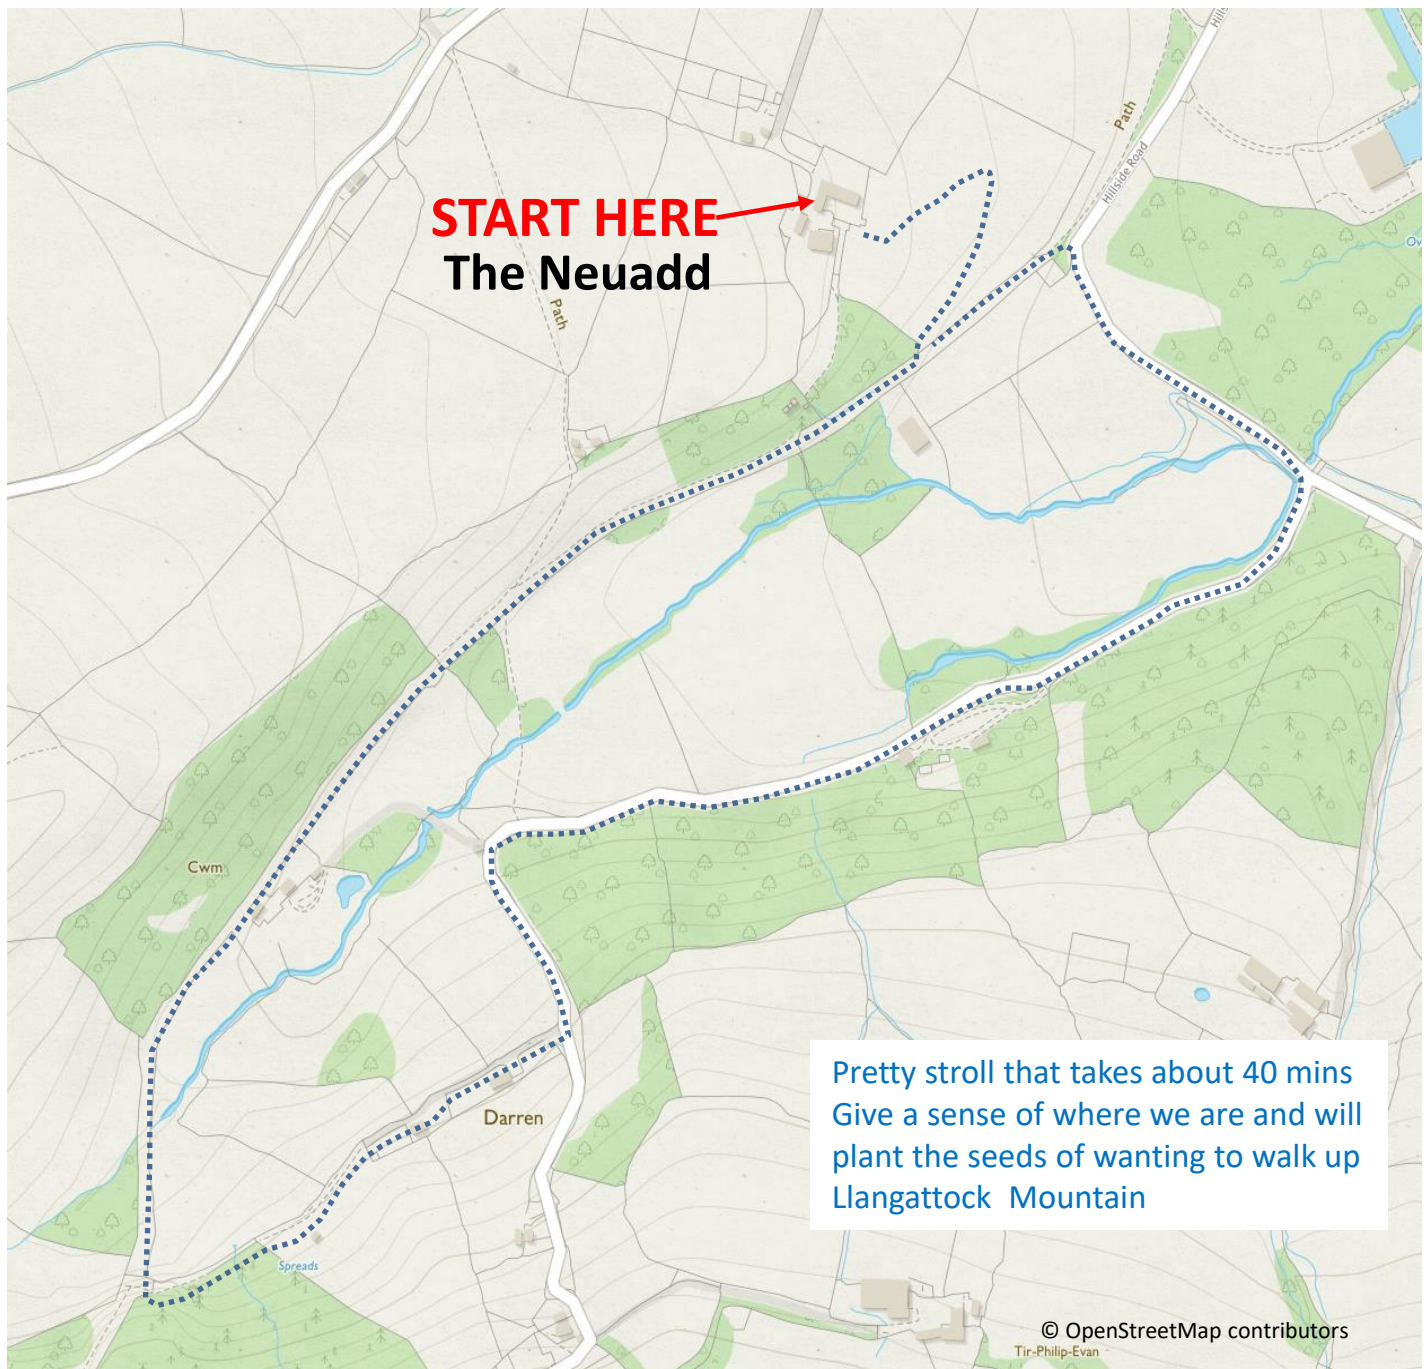 Hills
Path
Hillside Road
START HERE
The Neuadd
Ov
Path
Cwm
Darren
Pretty stroll that takes about 40 mins
Give a sense of where we are and will
plant the seeds of wanting to walk up
Llangattock Mountain
Spreads
© OpenStreetMap contributors
Tir-Philip-Evan